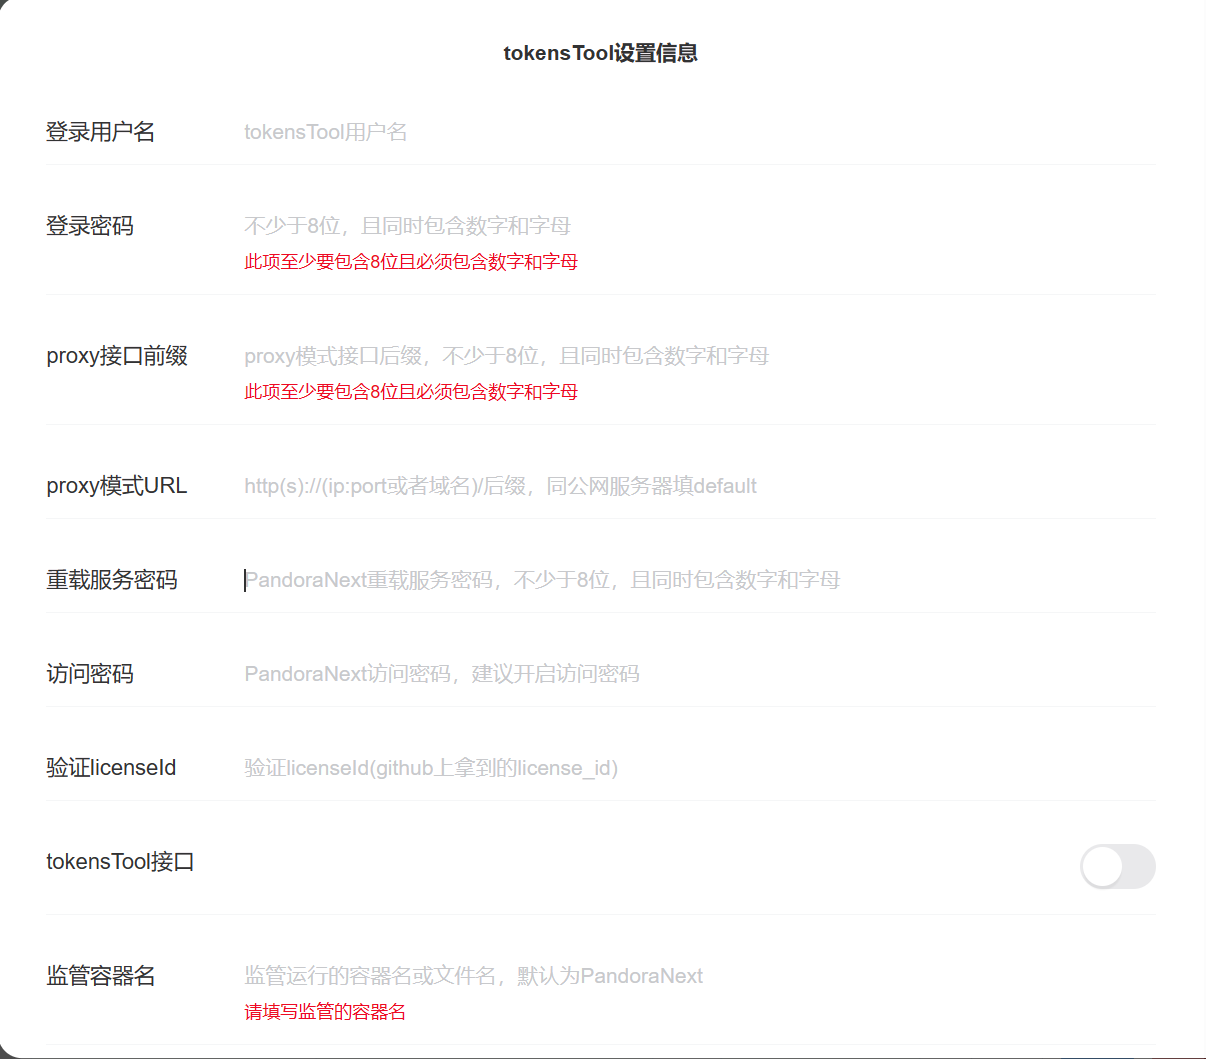 tokensTool设置信息
登录用户名 tokensTool用户名
登录密码 不少于8位，且同时包含数字和字母
此项至少要包含8位且必须包含数字和字母
proxy接口前缀 proxy模式接口后缀，不少于8位，且同时包含数字和字母
此项至少要包含8位且必须包含数字和字母
proxy模式URL http(s)://(ip:port或者域名)/后缀，同公网服务器填default
重载服务密码 PandoraNext重载服务密码，不少于8位，且同时包含数字和字母
访问密码 PandoraNext访问密码，建议开启访问密码
验证licenseId 验证licenseId(github上拿到的license_id)
tokensTool接口
监管容器名 监管运行的容器名或文件名，默认为PandoraNext
请填写监管的容器名